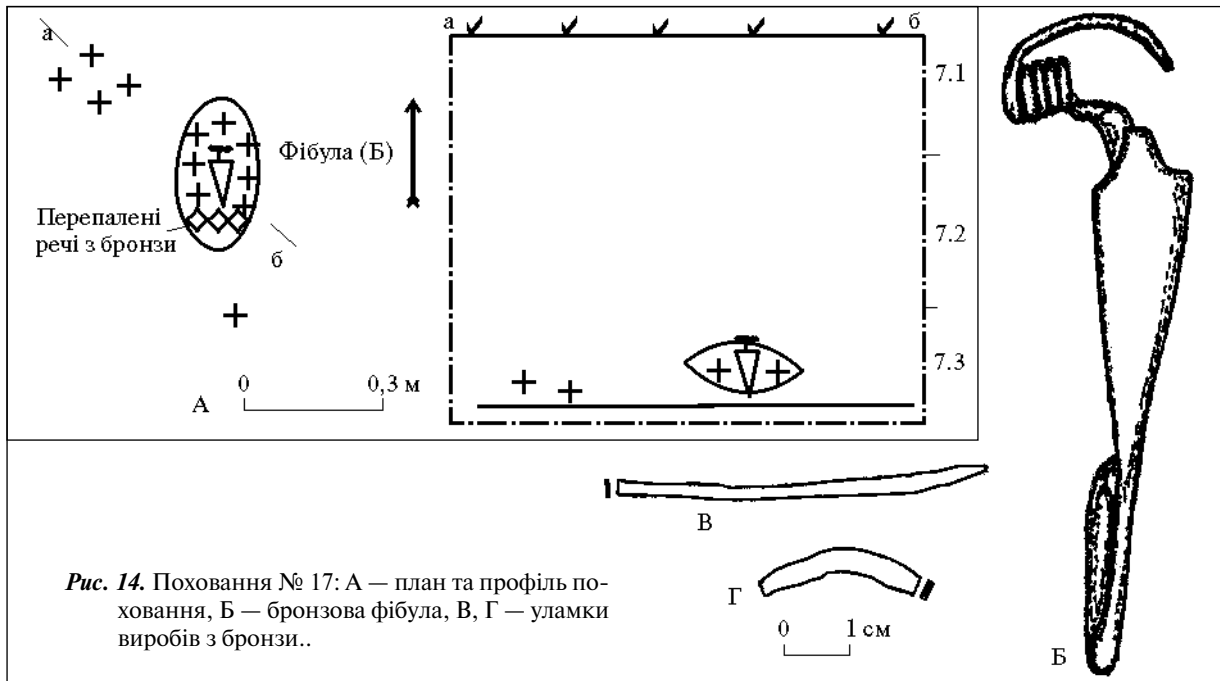 а
б
7.1
Фібула (Б)
Перепалені
речі з бронзи
7.2
б
7.3
0 0,3 м
А
В
Рис. 14. Поховання № 17: А — план та профіль по-
ховання, Б — бронзова фібула, В, Г — уламки
виробів з бронзи..
Г
0 1 см
Б
а